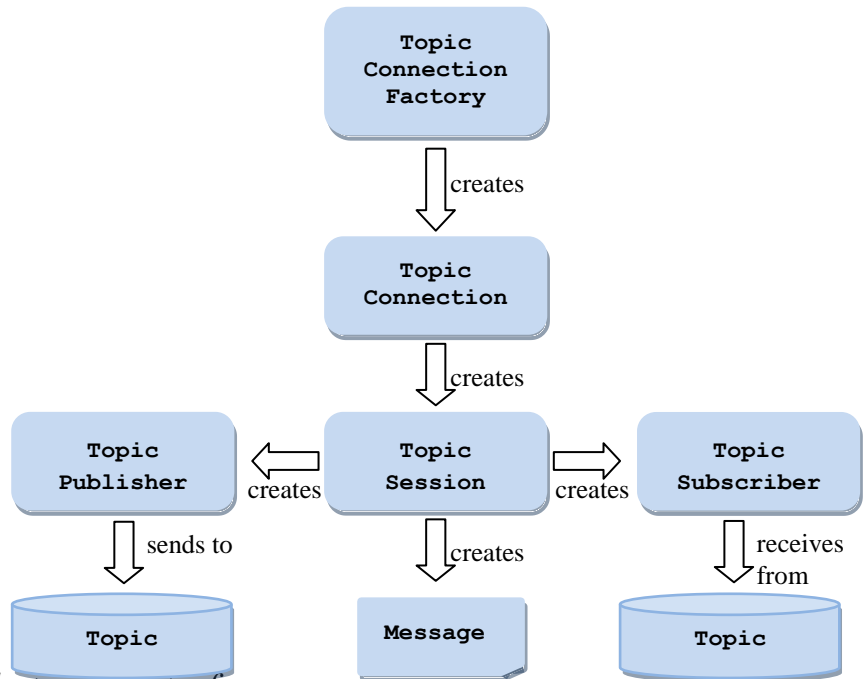 Topic
Connection
Factory
creates
Topic
Connection
creates
Topic
Publisher
creates
Topic
Session
creates
Topic
Subscriber
sends to
creates
receives
from
Topic
Message
Topic